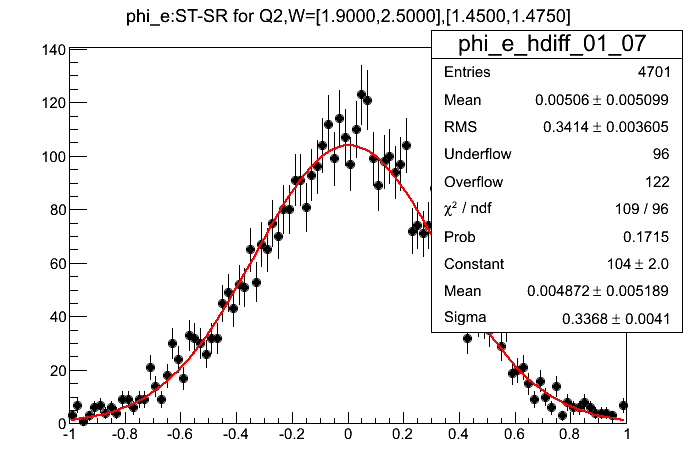 phi_e:ST-SR for Q2,W=[1.9000,2.5000],[1.4500,1.4750]
phi_e_hdiff_01_07
Entries 4701
Mean 0.00506 ± 0.005099
RMS 0.3414 ± 0.003605
Underflow 96
Overflow 122
χ² / ndf 109 / 96
Prob 0.1715
Constant 104 ± 2.0
Mean 0.004872 ± 0.005189
Sigma 0.3368 ± 0.0041
140
120
100
80
60
40
20
0
-1 -0.8 -0.6 -0.4 -0.2 0 0.2 0.4 0.6 0.8 1